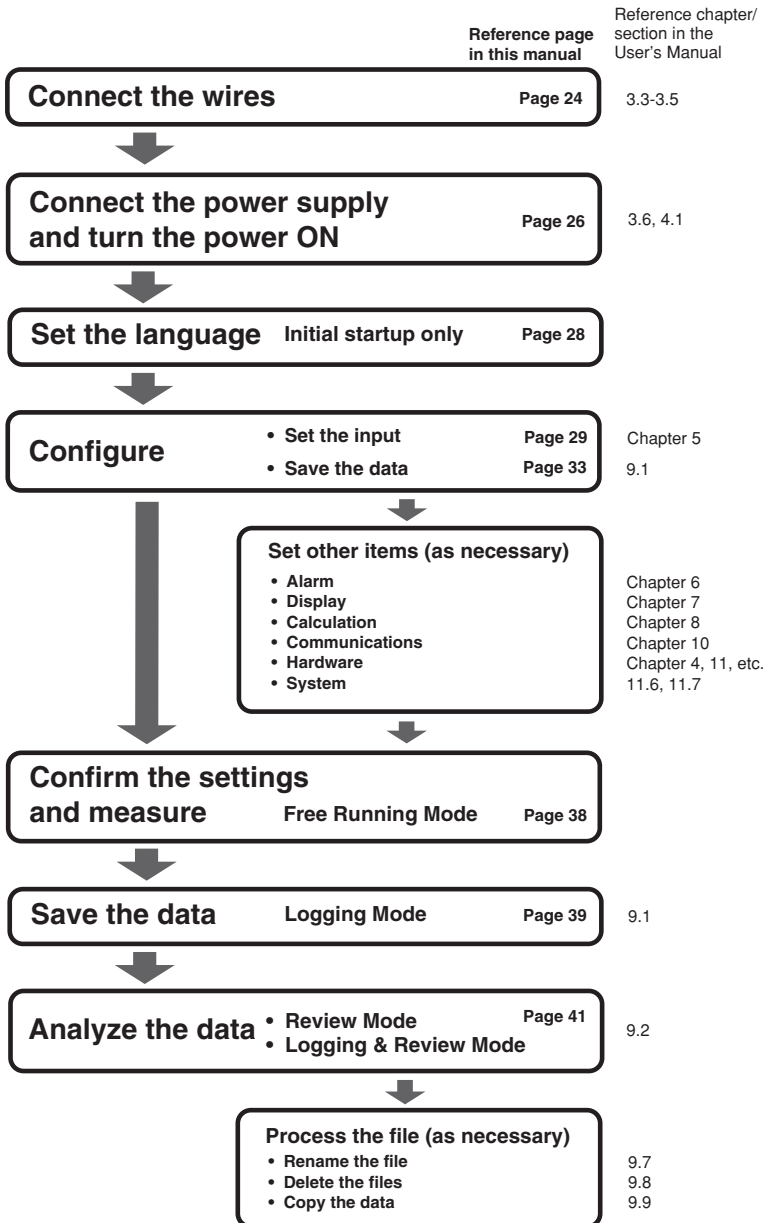 Reference page
in this manual
Reference chapter/
section in the
User's Manual
Connect the wires Page 24 3.3-3.5
Connect the power supply
and turn the power ON Page 26 3.6, 4.1
Set the language Initial startup only Page 28
Configure
• Set the input Page 29 Chapter 5
• Save the data Page 33 9.1
Set other items (as necessary)
• Alarm Chapter 6
• Display Chapter 7
• Calculation Chapter 8
• Communications Chapter 10
• Hardware Chapter 4, 11, etc.
• System 11.6, 11.7
Confirm the settings
and measure Free Running Mode Page 38
Save the data Logging Mode Page 39 9.1
Analyze the data
• Review Mode Page 41 9.2
• Logging & Review Mode
Process the file (as necessary)
• Rename the file 9.7
• Delete the files 9.8
• Copy the data 9.9